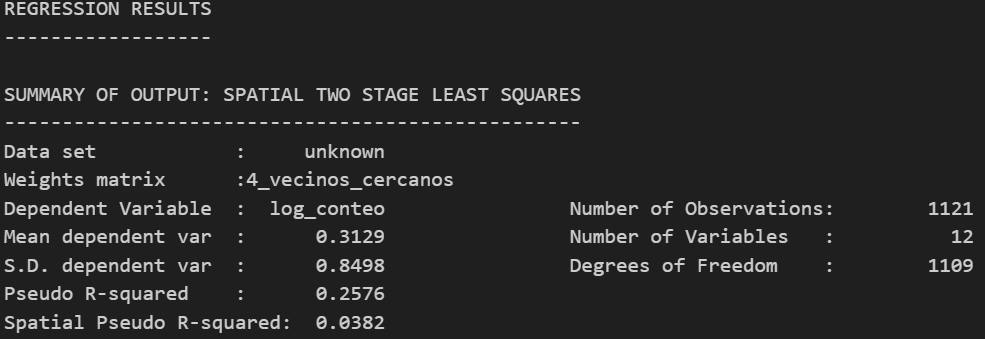 REGRESSION RESULTS
------------------
SUMMARY OF OUTPUT: SPATIAL TWO STAGE LEAST SQUARES
--------------------------------------------------
Data set            :     unknown
Weights matrix      :4_vecinos_cercanos
Dependent Variable  :  log_conteo                Number of Observations:        1121
Mean dependent var  :      0.3129                Number of Variables   :          12
S.D. dependent var  :      0.8498                Degrees of Freedom    :        1109
Pseudo R-squared    :      0.2576
Spatial Pseudo R-squared:  0.0382